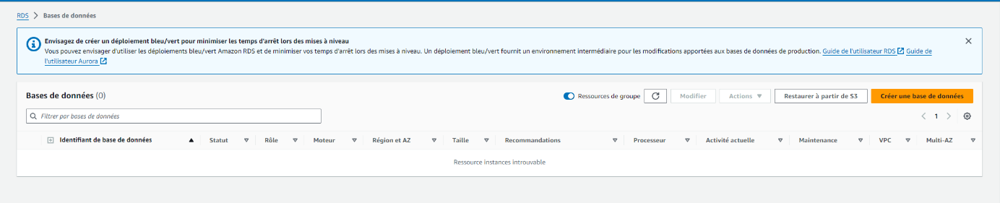 RDS > Bases de données
Envisagez de créer un déploiement bleu/vert pour minimiser les temps d'arrêt lors des mises à niveau
Vous pouvez envisager d'utiliser les déploiements bleu/vert Amazon RDS et de minimiser vos temps d'arrêt lors des mises à niveau. Un déploiement bleu/vert fournit un environnement intermédiaire pour les modifications apportées aux bases de données de production. Guide de l'utilisateur RDS Guide de
l'utilisateur Aurora
Bases de données (0) Ressources de groupe Modifier Actions Restaurer à partir de S3 Créer une base de données
Filtrer par bases de données 1
Identifiant de base de données Statut Rôle Moteur Région et AZ Taille Recommandations Processeur Activité actuelle Maintenance VPC Multi-AZ
Ressource instances introuvable